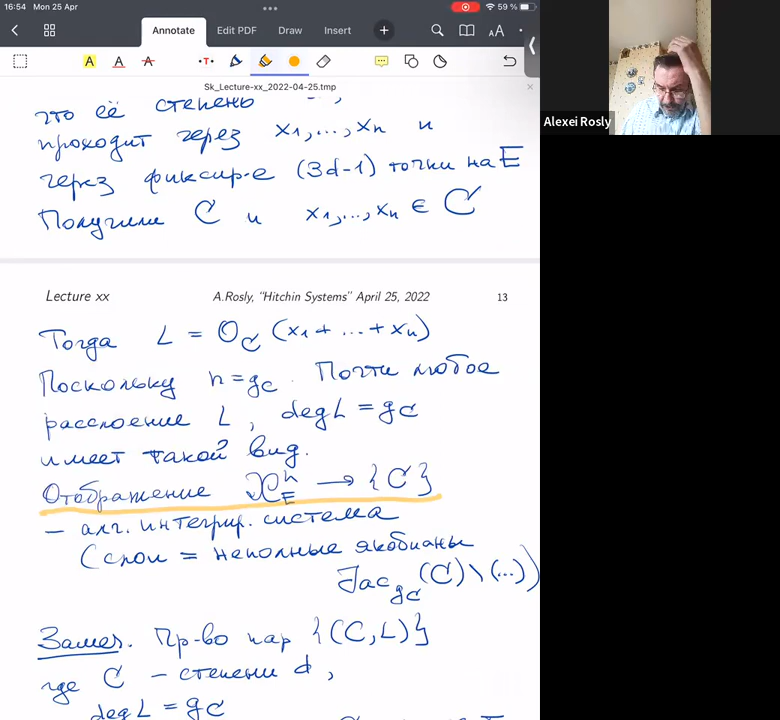 16:54 Mon 25 Apr
59 %
Annotate Edit PDF Draw Insert
AA
A A A T
Sk_Lecture-xx_2022-04-25.tmp
Alexei Rosly
что её степень
проходит через x₁,...,xₙ и
через фиксир-е (3d-1) точки на E
Получили C и x₁,...,xₙ ∈ C
Lecture xx A.Rosly, "Hitchin Systems" April 25, 2022 13
Тогда L = O_C (x₁+...+xₙ)
Поскольку n=g_C. Почти любое
расслоение L, deg L = g_C
имеет такой вид.
Отображение X_E^n → {C}
— алг. интегрир. система
(слои = неполные якобианы
Jac_{g_C}(C)\(...))
Замеч. Пр-во пар {(C,L)}
где C - степени d,
deg L = g_C